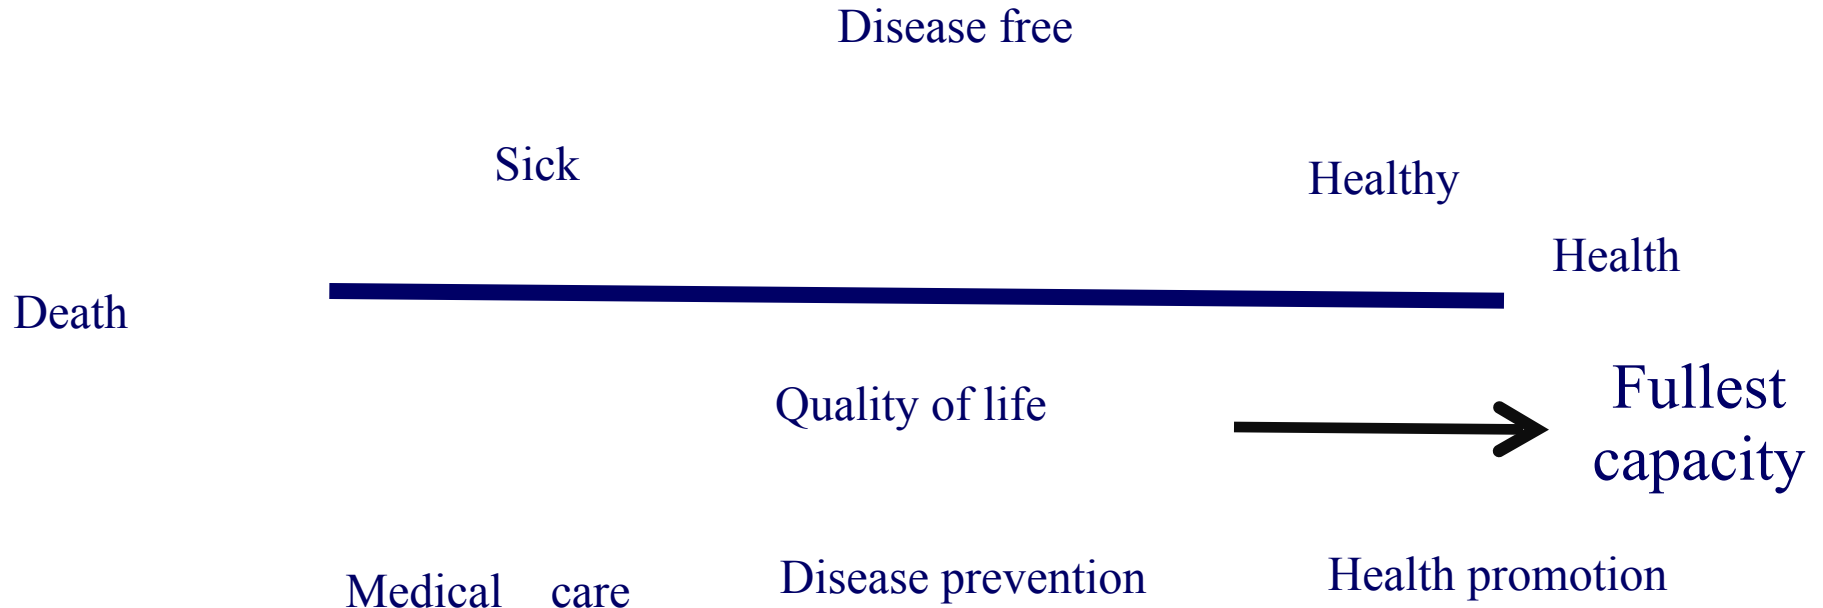 Disease free
Sick
Healthy
Health
Death
Quality of life
Fullest
capacity
Medical care
Disease prevention
Health promotion